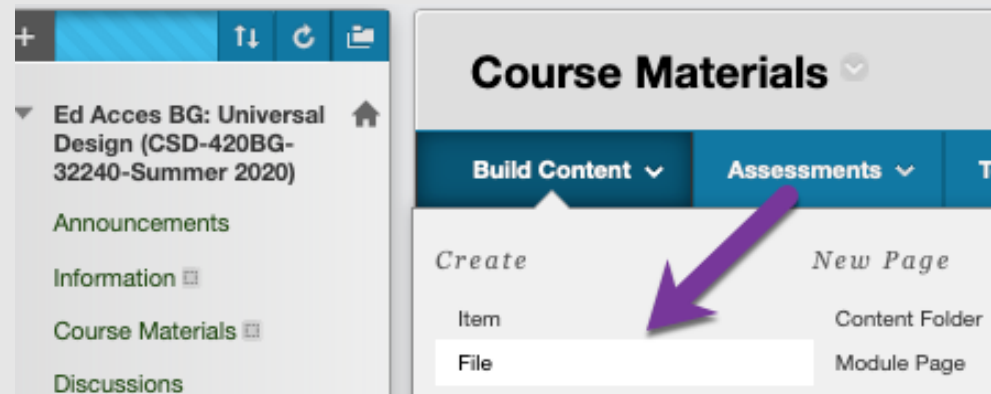 Ed Acces BG: Universal
Design (CSD-420BG-
32240-Summer 2020)
Announcements
Information
Course Materials
Discussions
Course Materials
Build Content
Assessments
Create
Item
File
New Page
Content Folder
Module Page